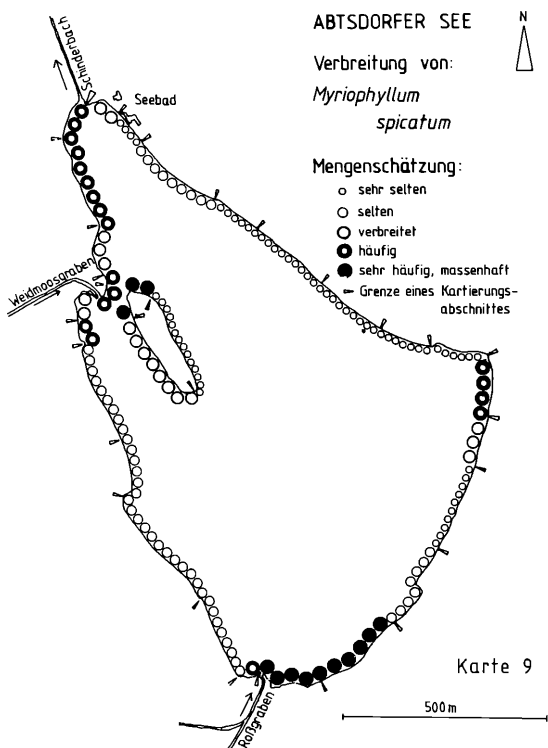 ABTSDORFER SEE
N
Verbreitung von:
Myriophyllum
spicatum
Mengenschätzung:
sehr selten
selten
verbreitet
häufig
sehr häufig, massenhaft
Grenze eines Kartierungs-
abschnittes
Schinderbach
Seebad
Weidmoosgraben
Roßgraben
Karte 9
500m